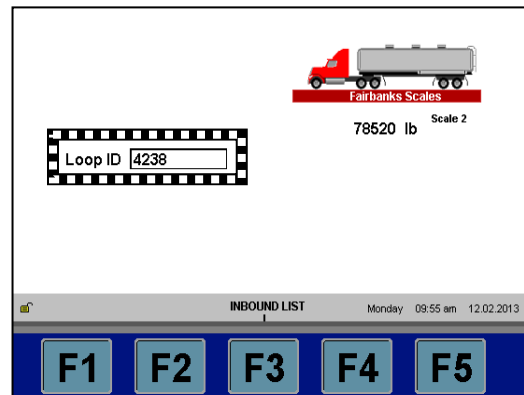 Fairbanks Scales
78520 lb Scale 2
Loop ID 4238
INBOUND LIST Monday 09:55 am 12.02.2013
F1 F2 F3 F4 F5